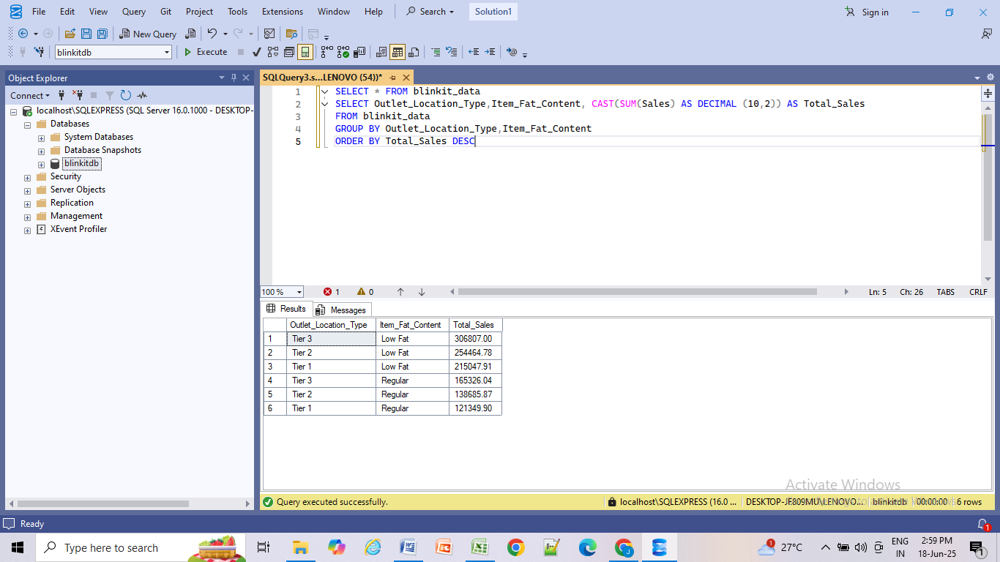 File Edit View Query Git Project Tools Extensions Window Help Search Solution1 Sign in
New Query
blinkitdb Execute
Object Explorer
Connect
localhost\SQLEXPRESS (SQL Server 16.0.1000 - DESKTOP-
Databases
System Databases
Database Snapshots
blinkitdb
Security
Server Objects
Replication
Management
XEvent Profiler
SQLQuery3.s...LENOVO (54))*
1 SELECT * FROM blinkit_data
2 SELECT Outlet_Location_Type,Item_Fat_Content, CAST(SUM(Sales) AS DECIMAL (10,2)) AS Total_Sales
3 FROM blinkit_data
4 GROUP BY Outlet_Location_Type,Item_Fat_Content
5 ORDER BY Total_Sales DESC
100 % 1 0 Ln: 5 Ch: 26 TABS CRLF
Results Messages
Outlet_Location_Type Item_Fat_Content Total_Sales
1 Tier 3 Low Fat 306807.00
2 Tier 2 Low Fat 254464.78
3 Tier 1 Low Fat 215047.91
4 Tier 3 Regular 165326.04
5 Tier 2 Regular 138685.87
6 Tier 1 Regular 121349.90
Activate Windows
Query executed successfully. localhost\SQLEXPRESS (16.0 ... blinkitdb 00:00:00 6 rows
Ready 1
Type here to search 1 27°C ENG 2:59 PM
IN 18-Jun-25 1